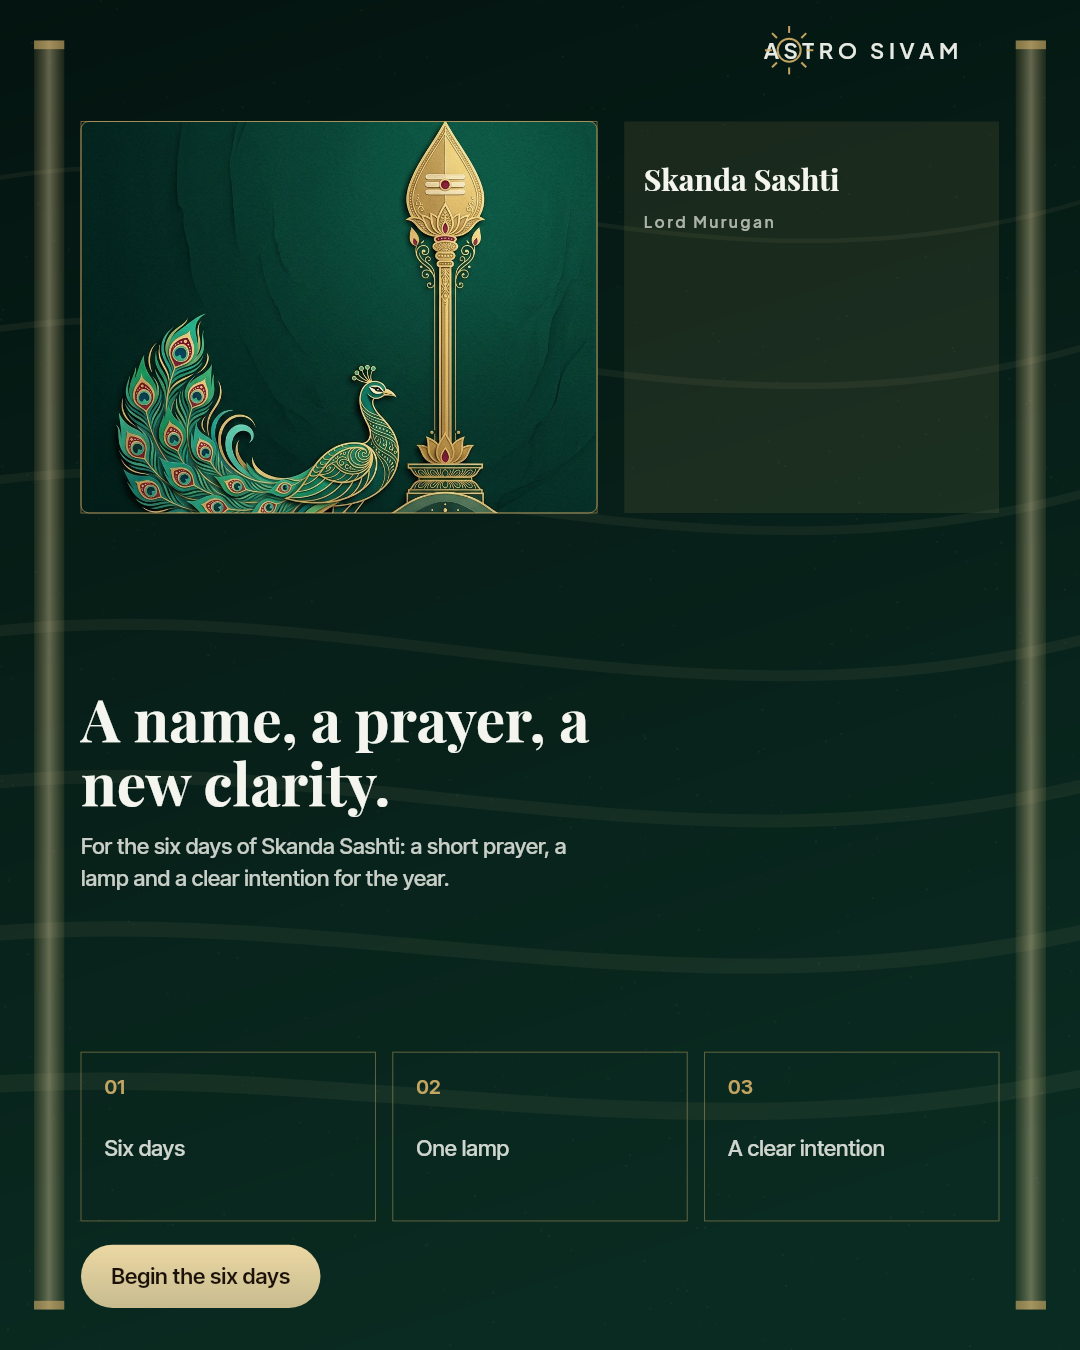 ASTRO SIVAM
Skanda Sashti
Lord Murugan
A name, a prayer, a
new clarity.
For the six days of Skanda Sashti: a short prayer, a
lamp and a clear intention for the year.
01
Six days
02
One lamp
03
A clear intention
Begin the six days